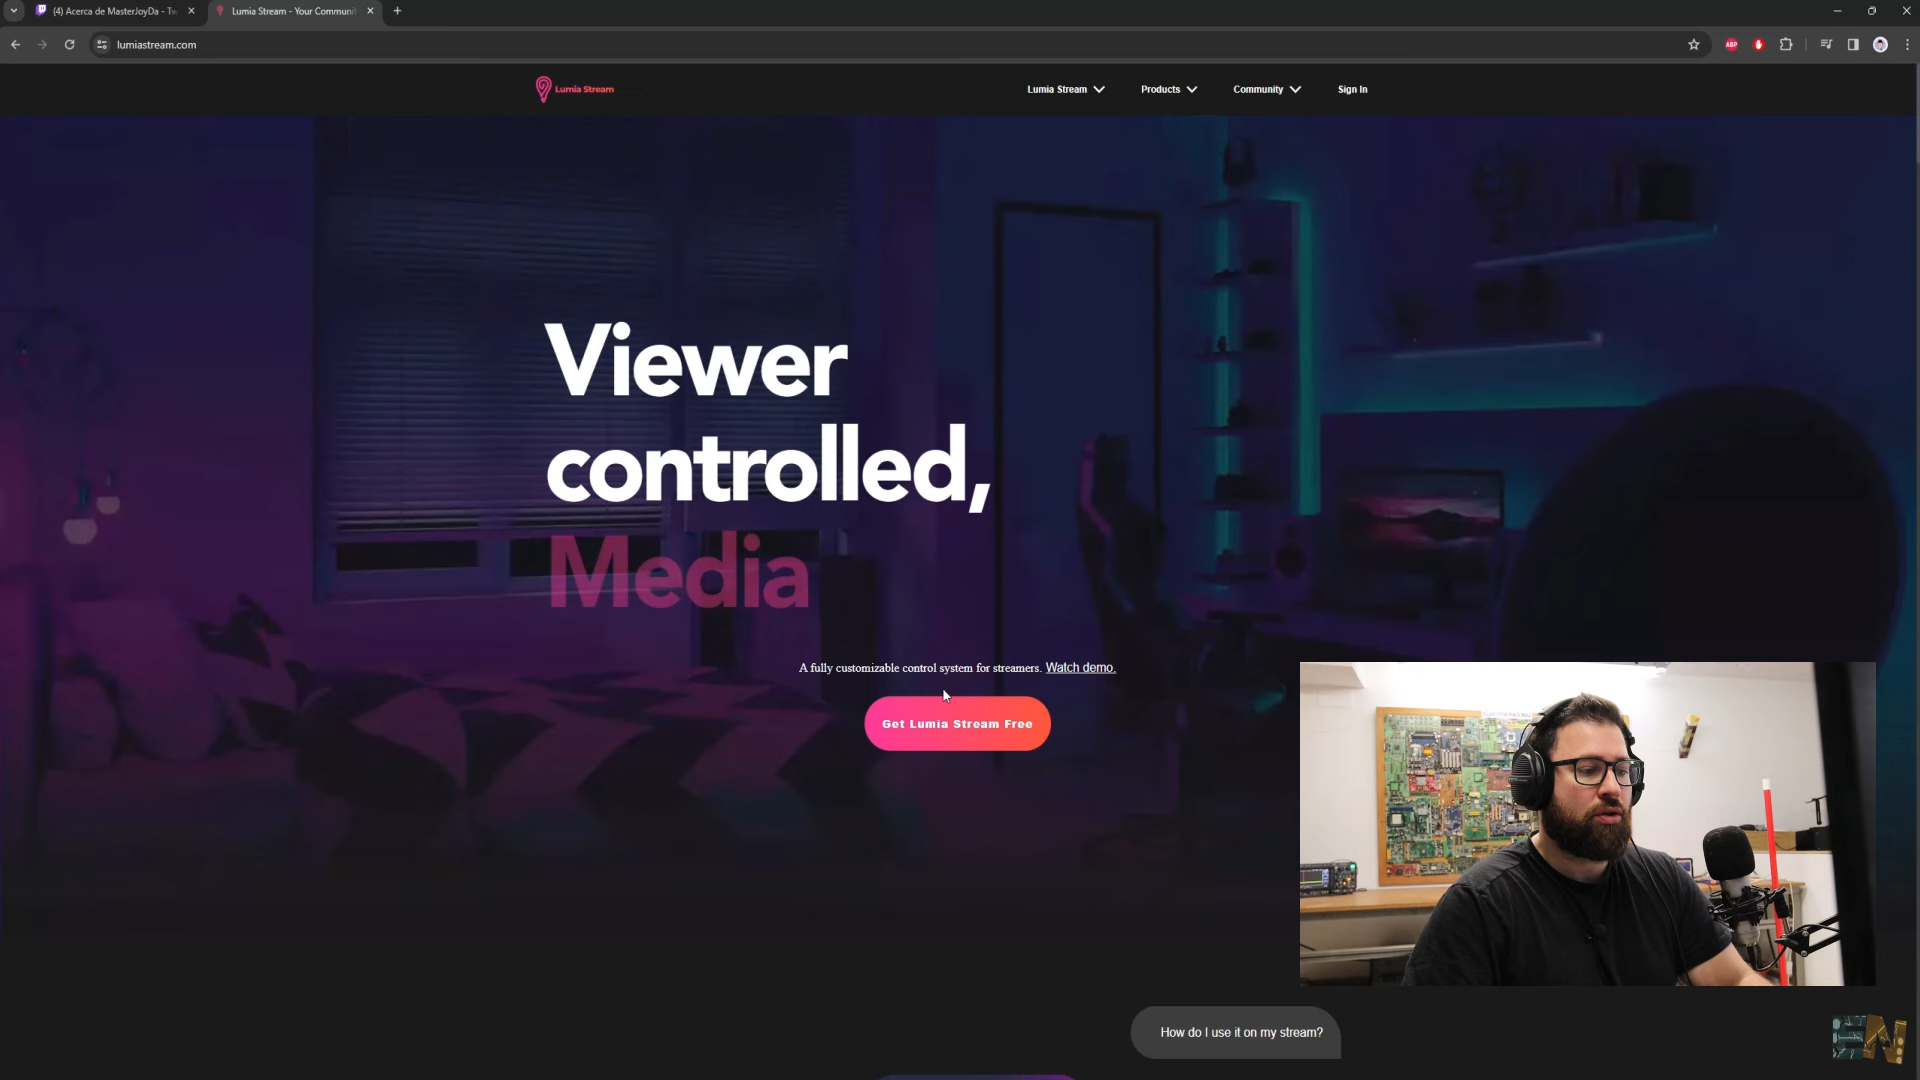 (4) Acerca de MasterJoyDa - Tw
Lumia Stream - Your Communi
lumiastream.com
ABP
Lumia Stream
Lumia Stream
Products
Community
Sign In
Viewer
controlled,
Media
A fully customizable control system for streamers. Watch demo.
Get Lumia Stream Free
How do I use it on my stream?
EN